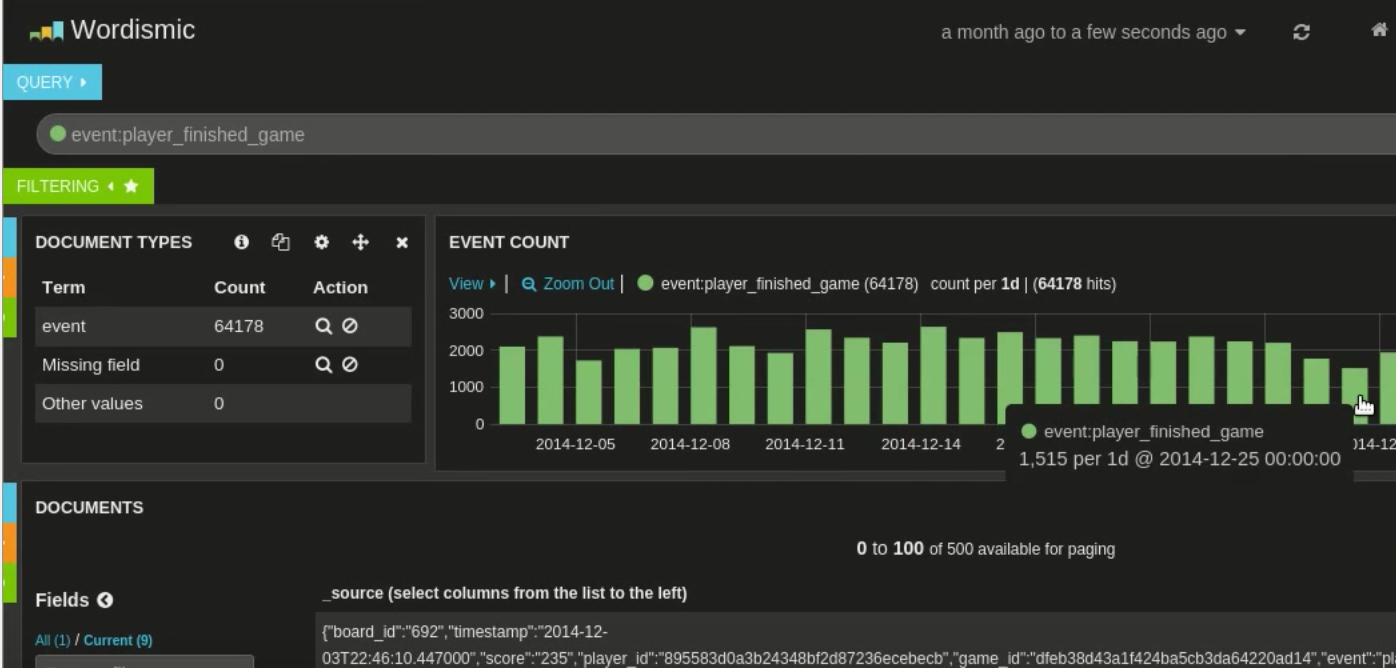 Wordismic
a month ago to a few seconds ago
QUERY
event:player_finished_game
FILTERING
DOCUMENT TYPES
Term Count Action
event 64178
Missing field 0
Other values 0
EVENT COUNT
View | Zoom Out | event:player_finished_game (64178) count per 1d | (64178 hits)
3000
2000
1000
0
2014-12-05 2014-12-08 2014-12-11 2014-12-14 2
014-12
event:player_finished_game
1,515 per 1d @ 2014-12-25 00:00:00
DOCUMENTS
0 to 100 of 500 available for paging
Fields
All (1) / Current (9)
_source (select columns from the list to the left)
{"board_id":"692","timestamp":"2014-12-
03T22:46:10.447000","score":"235","player_id":"895583d0a3b24348bf2d87236ecebecb","game_id":"dfeb38d43a1f424ba5cb3da64220ad14","event":"